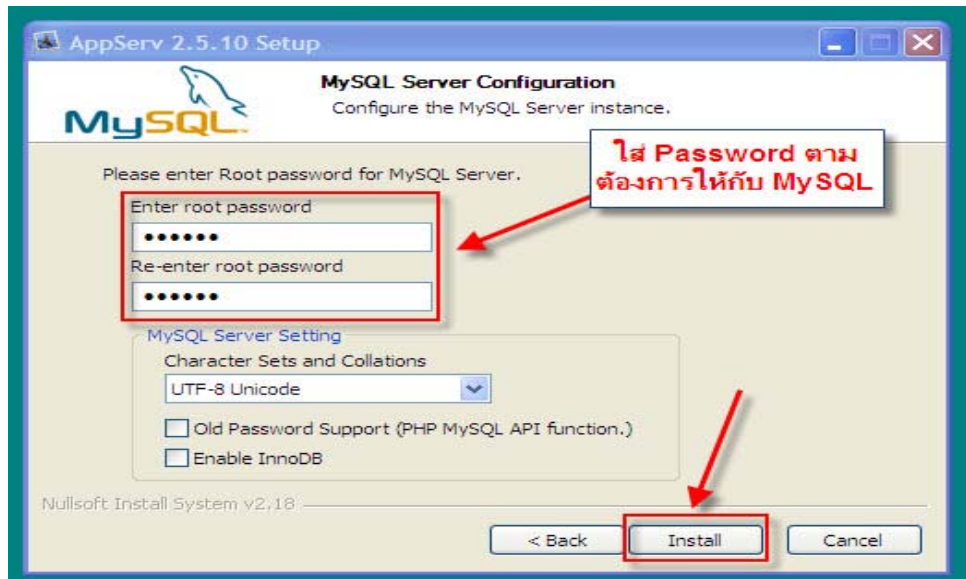 AppServ 2.5.10 Setup
MySQL Server Configuration
Configure the MySQL Server instance.
MySQL
ใส่ Password ตาม
ต้องการให้กับ MySQL
Please enter Root password for MySQL Server.
Enter root password
••••••
Re-enter root password
••••••
MySQL Server Setting
Character Sets and Collations
UTF-8 Unicode
Old Password Support (PHP MySQL API function.)
Enable InnoDB
Nullsoft Install System v2.18
< Back Install Cancel